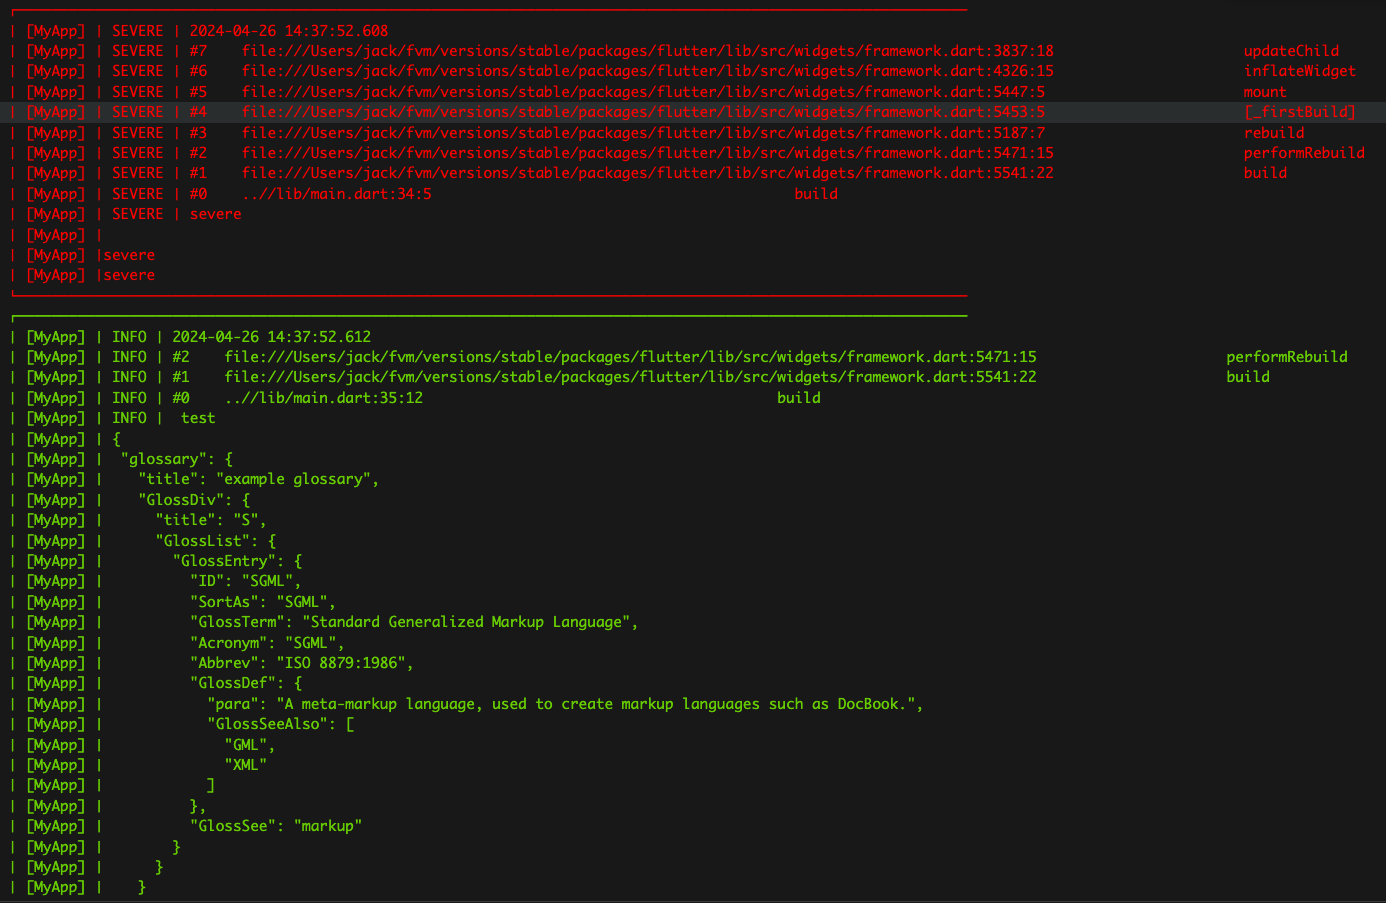 | [MyApp] | SEVERE | 2024-04-26 14:37:52.608
| [MyApp] | SEVERE | #7    file:///Users/jack/fvm/versions/stable/packages/flutter/lib/src/widgets/framework.dart:3837:18    updateChild
| [MyApp] | SEVERE | #6    file:///Users/jack/fvm/versions/stable/packages/flutter/lib/src/widgets/framework.dart:4326:15    inflateWidget
| [MyApp] | SEVERE | #5    file:///Users/jack/fvm/versions/stable/packages/flutter/lib/src/widgets/framework.dart:5447:5    mount
| [MyApp] | SEVERE | #4    file:///Users/jack/fvm/versions/stable/packages/flutter/lib/src/widgets/framework.dart:5453:5    [_firstBuild]
| [MyApp] | SEVERE | #3    file:///Users/jack/fvm/versions/stable/packages/flutter/lib/src/widgets/framework.dart:5187:7    rebuild
| [MyApp] | SEVERE | #2    file:///Users/jack/fvm/versions/stable/packages/flutter/lib/src/widgets/framework.dart:5471:15    performRebuild
| [MyApp] | SEVERE | #1    file:///Users/jack/fvm/versions/stable/packages/flutter/lib/src/widgets/framework.dart:5541:22    build
| [MyApp] | SEVERE | #0    ..//lib/main.dart:34:5    build
| [MyApp] | SEVERE | severe
| [MyApp] |
| [MyApp] |severe
| [MyApp] |severe
| [MyApp] | INFO | 2024-04-26 14:37:52.612
| [MyApp] | INFO | #2    file:///Users/jack/fvm/versions/stable/packages/flutter/lib/src/widgets/framework.dart:5471:15    performRebuild
| [MyApp] | INFO | #1    file:///Users/jack/fvm/versions/stable/packages/flutter/lib/src/widgets/framework.dart:5541:22    build
| [MyApp] | INFO | #0    ..//lib/main.dart:35:12    build
| [MyApp] | INFO |  test
| [MyApp] | {
| [MyApp] |  "glossary": {
| [MyApp] |    "title": "example glossary",
| [MyApp] |    "GlossDiv": {
| [MyApp] |      "title": "S",
| [MyApp] |      "GlossList": {
| [MyApp] |        "GlossEntry": {
| [MyApp] |          "ID": "SGML",
| [MyApp] |          "SortAs": "SGML",
| [MyApp] |          "GlossTerm": "Standard Generalized Markup Language",
| [MyApp] |          "Acronym": "SGML",
| [MyApp] |          "Abbrev": "ISO 8879:1986",
| [MyApp] |          "GlossDef": {
| [MyApp] |            "para": "A meta-markup language, used to create markup languages such as DocBook.",
| [MyApp] |            "GlossSeeAlso": [
| [MyApp] |              "GML",
| [MyApp] |              "XML"
| [MyApp] |            ]
| [MyApp] |          },
| [MyApp] |          "GlossSee": "markup"
| [MyApp] |        }
| [MyApp] |      }
| [MyApp] |    }